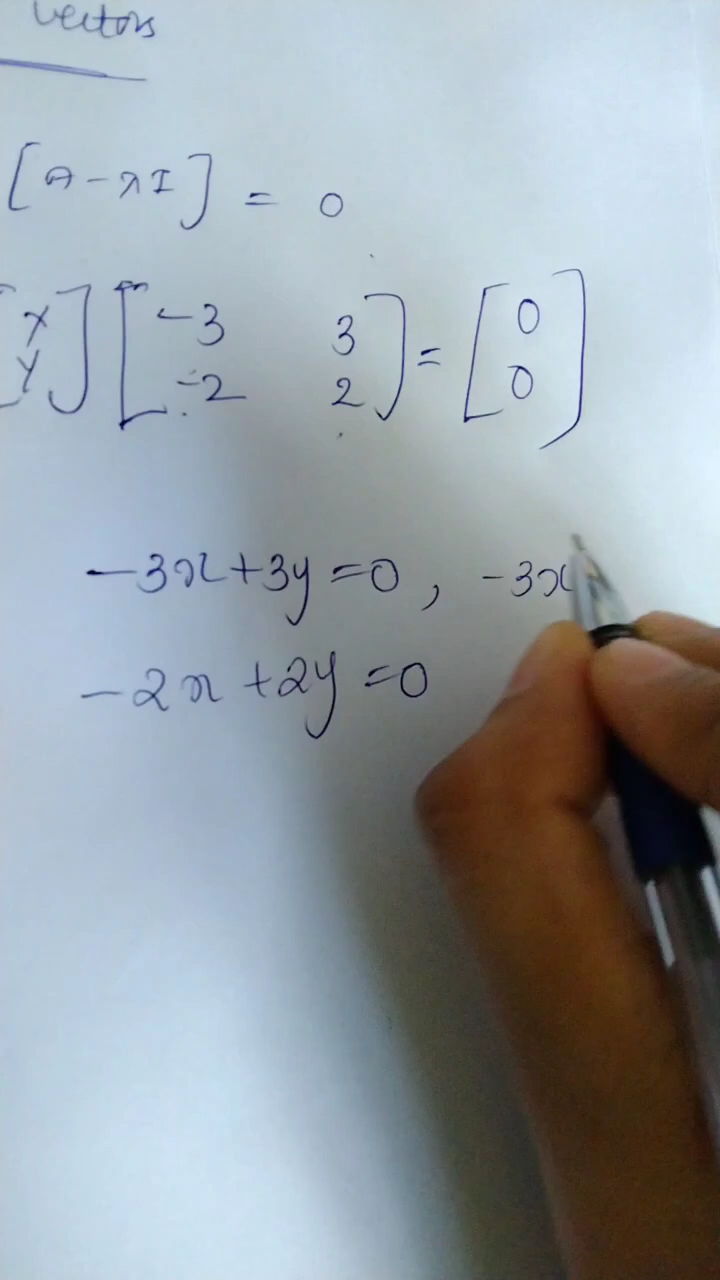 vectors
[A-λI] = 0
[x y] [-3 3 -2 2] = [0 0]
-3x+3y=0, -3x
-2x+2y=0